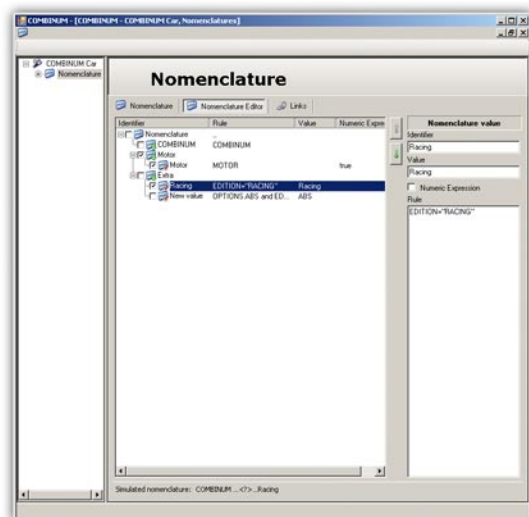 COMBINUM - [COMBINUM - COMBINUM Car, Nomenclatures]
COMBINUM Car
Nomenclature
Nomenclature
Nomenclature
Nomenclature Editor
Links
Identifier Rule Value Numeric Expre
Nomenclature
COMBINUM COMBINUM
Motor
Motor MOTOR true
Extra
Racing EDITION="RACING" Racing
New value OPTIONS.ABS and ED... ABS
Nomenclature value
Identifier
Racing
Value
Racing
Numeric Expression
Rule
EDITION="RACING"
Simulated nomenclature: COMBINUM ...<?>...Racing